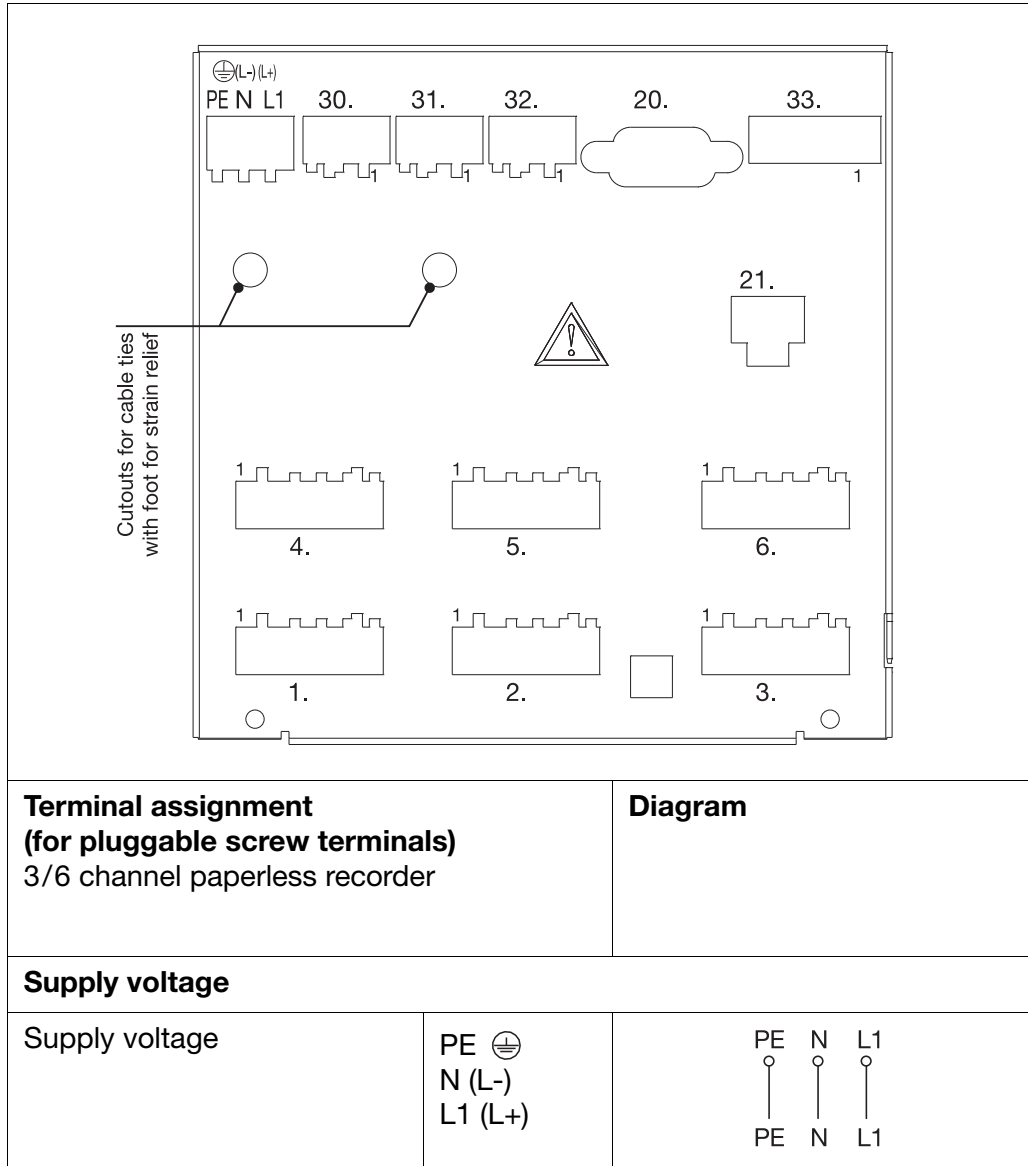 (L-) (L+)
PE N L1 30. 31. 32. 20. 33.
1 1 1 1
21.
Cutouts for cable ties
with foot for strain relief
1 1 1
4. 5. 6.
1 1 1
1. 2. 3.
Terminal assignment
(for pluggable screw terminals)
3/6 channel paperless recorder
Diagram
Supply voltage
Supply voltage
PE
N (L-)
L1 (L+)
PE N L1
PE N L1